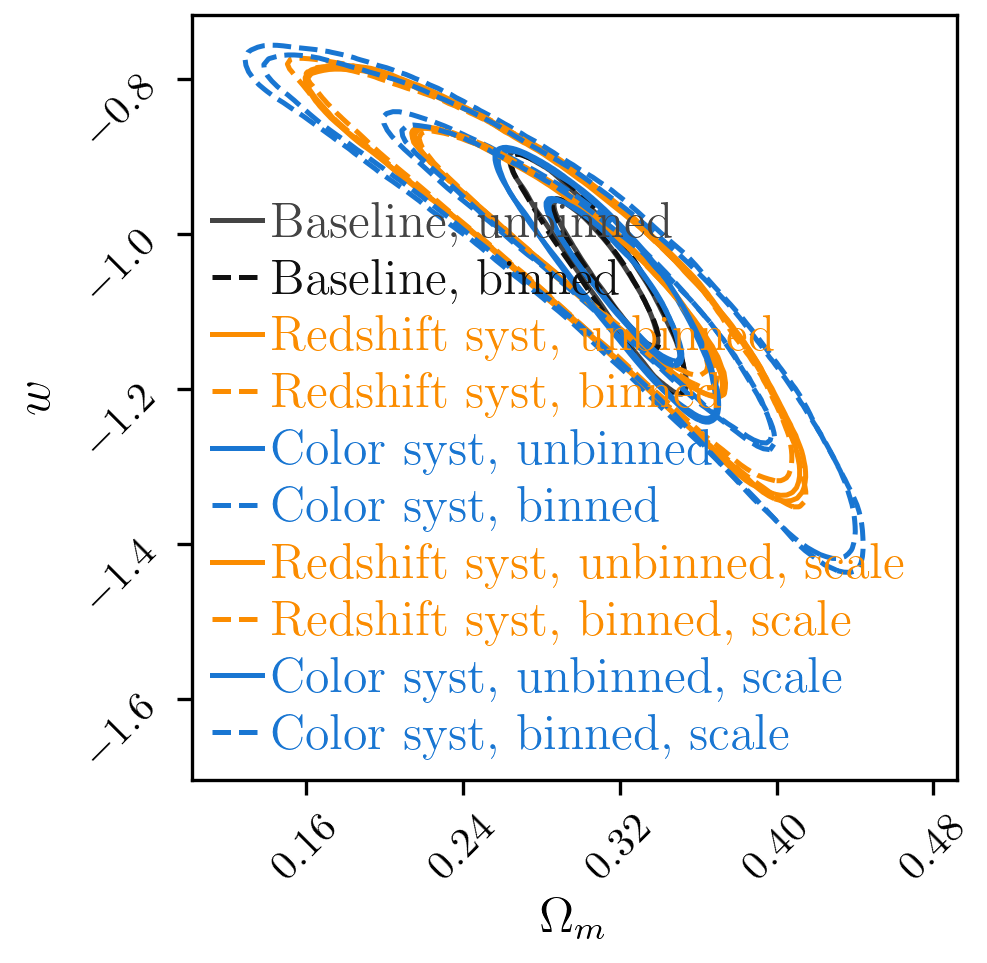 −0.8
−1.0
−1.2
−1.4
−1.6
w
Baseline, unbinned
Baseline, binned
Redshift syst, unbinned
Redshift syst, binned
Color syst, unbinned
Color syst, binned
Redshift syst, unbinned, scale
Redshift syst, binned, scale
Color syst, unbinned, scale
Color syst, binned, scale
0.16 0.24 0.32 0.40 0.48
Ωₘ